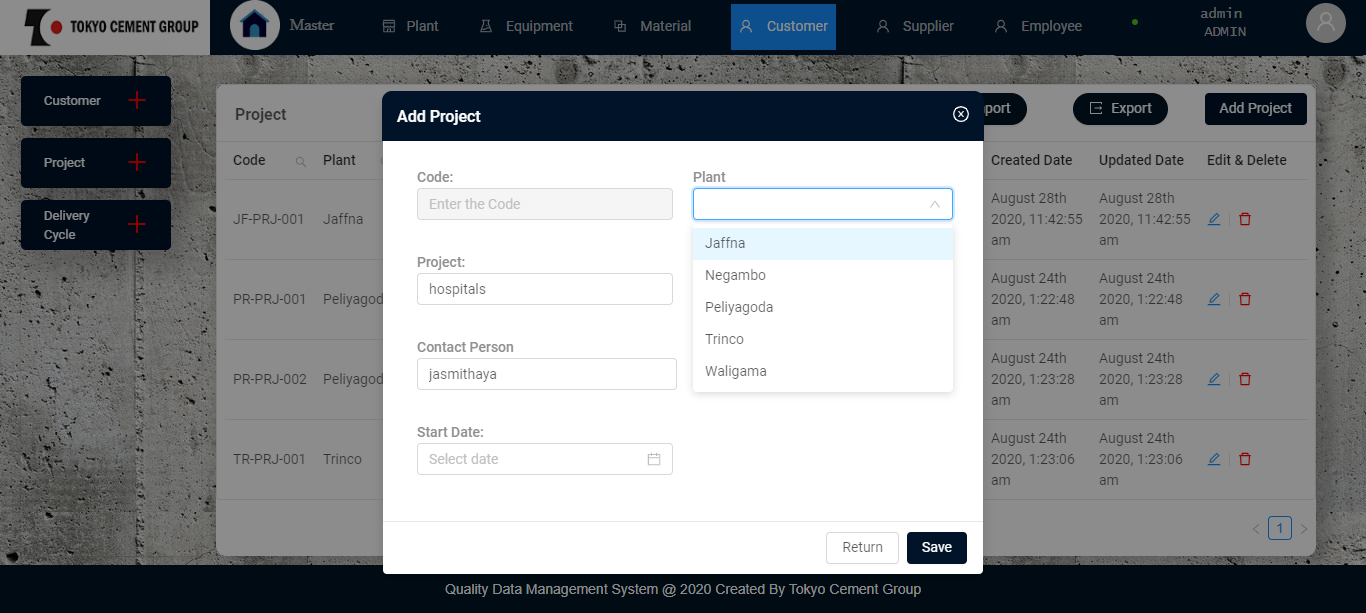 TOKYO CEMENT GROUP
Master
Plant
Equipment
Material
Customer
Supplier
Employee
admin
ADMIN
Customer
Project
Delivery
Cycle
Project
port
Export
Add Project
Code
Plant
Created Date
Updated Date
Edit & Delete
JF-PRJ-001
Jaffna
August 28th
2020, 11:42:55
am
August 28th
2020, 11:42:55
am
PR-PRJ-001
Peliyagod
August 24th
2020, 1:22:48
am
August 24th
2020, 1:22:48
am
PR-PRJ-002
Peliyagod
August 24th
2020, 1:23:28
am
August 24th
2020, 1:23:28
am
TR-PRJ-001
Trinco
August 24th
2020, 1:23:06
am
August 24th
2020, 1:23:06
am
1
Add Project
Code:
Enter the Code
Plant
Jaffna
Negambo
Peliyagoda
Trinco
Waligama
Project:
hospitals
Contact Person
jasmithaya
Start Date:
Select date
Return
Save
Quality Data Management System @ 2020 Created By Tokyo Cement Group